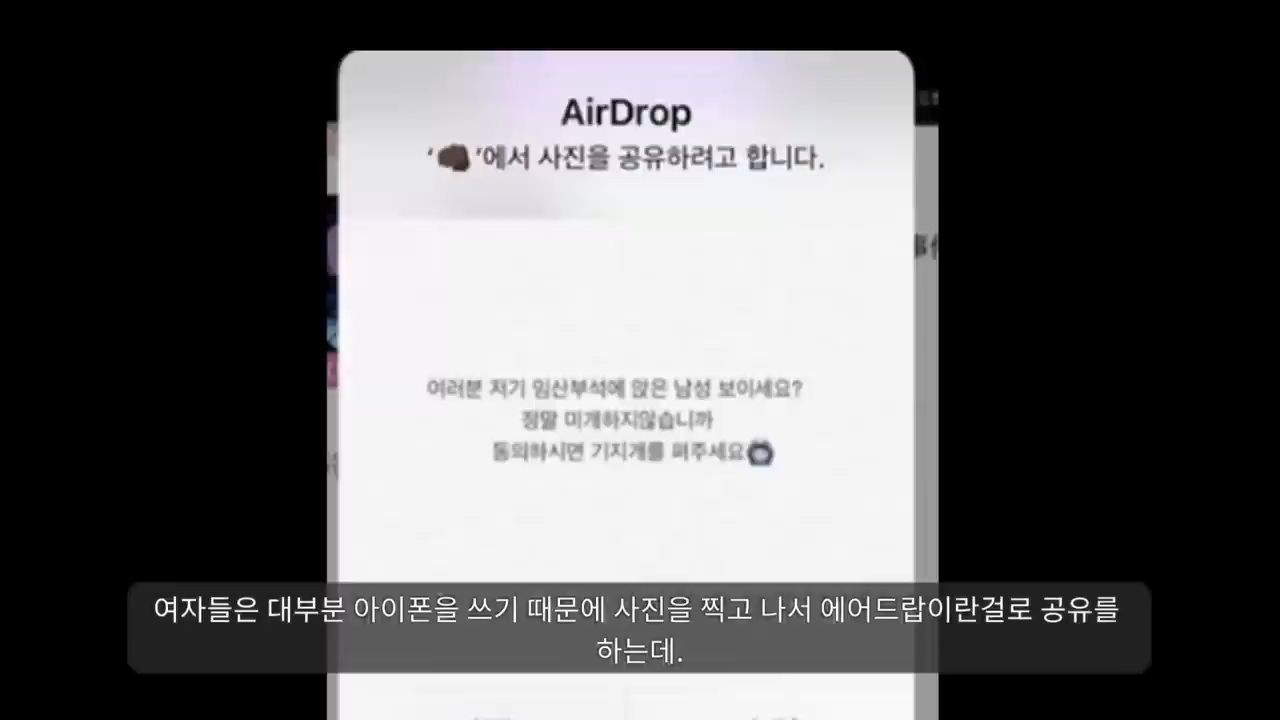 AirDrop
‘👊🏿’에서 사진을 공유하려고 합니다.
여러분 저기 임산부석에 앉은 남성 보이세요?
정말 미개하지않습니까
동의하시면 기지개를 펴주세요🙆
여자들은 대부분 아이폰을 쓰기 때문에 사진을 찍고 나서 에어드랍이란걸로 공유를
하는데.